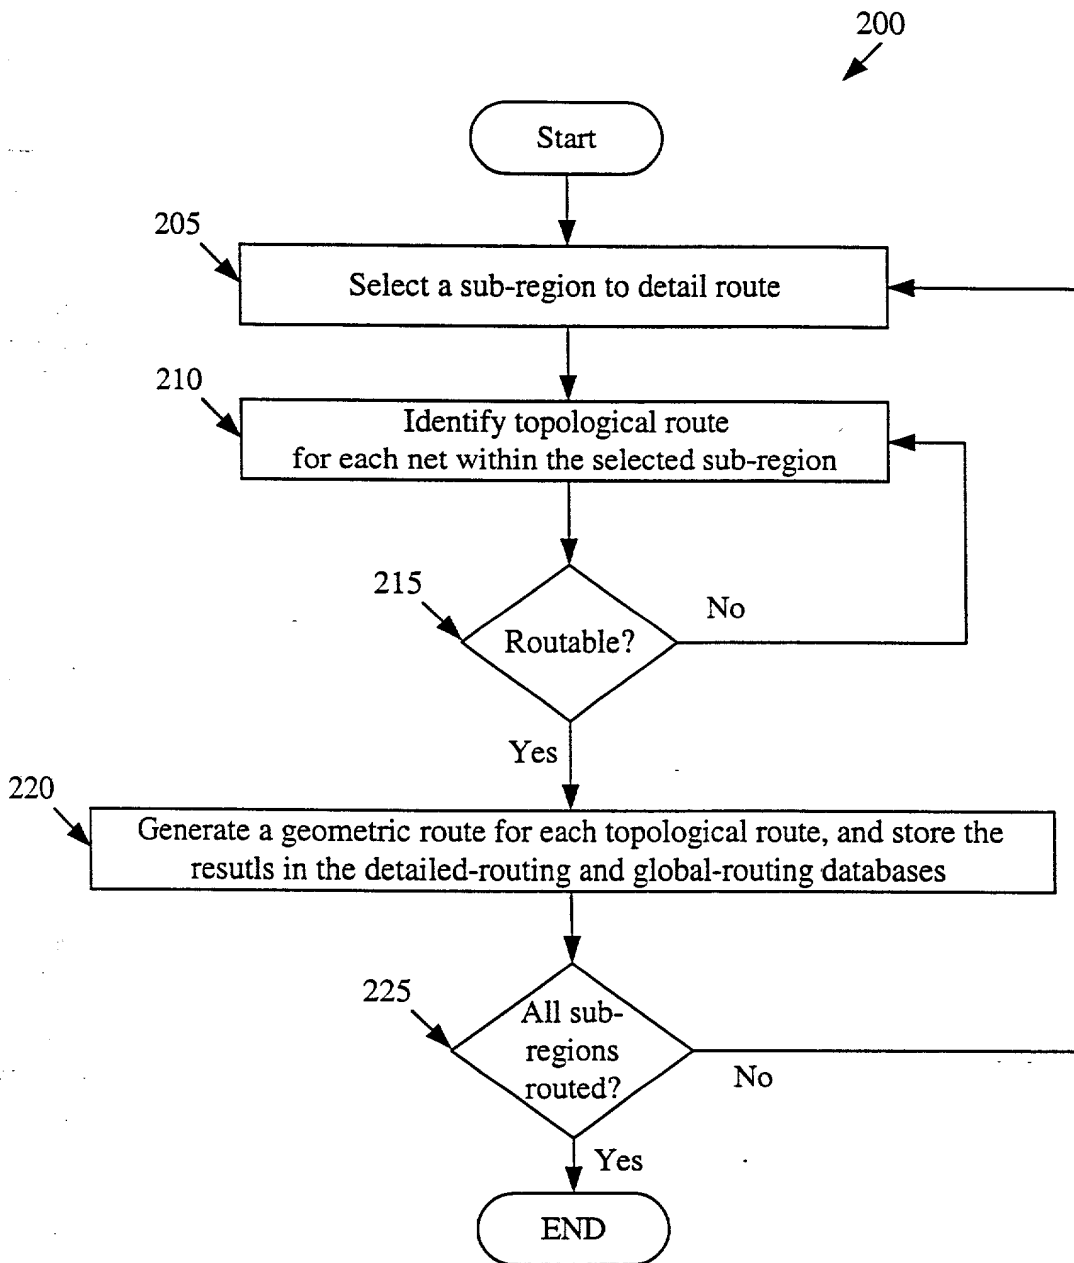 200
Start
205
Select a sub-region to detail route
210
Identify topological route
for each net within the selected sub-region
215
Routable?
No
Yes
220
Generate a geometric route for each topological route, and store the
resutls in the detailed-routing and global-routing databases
225
All sub-
regions
routed?
No
Yes
END